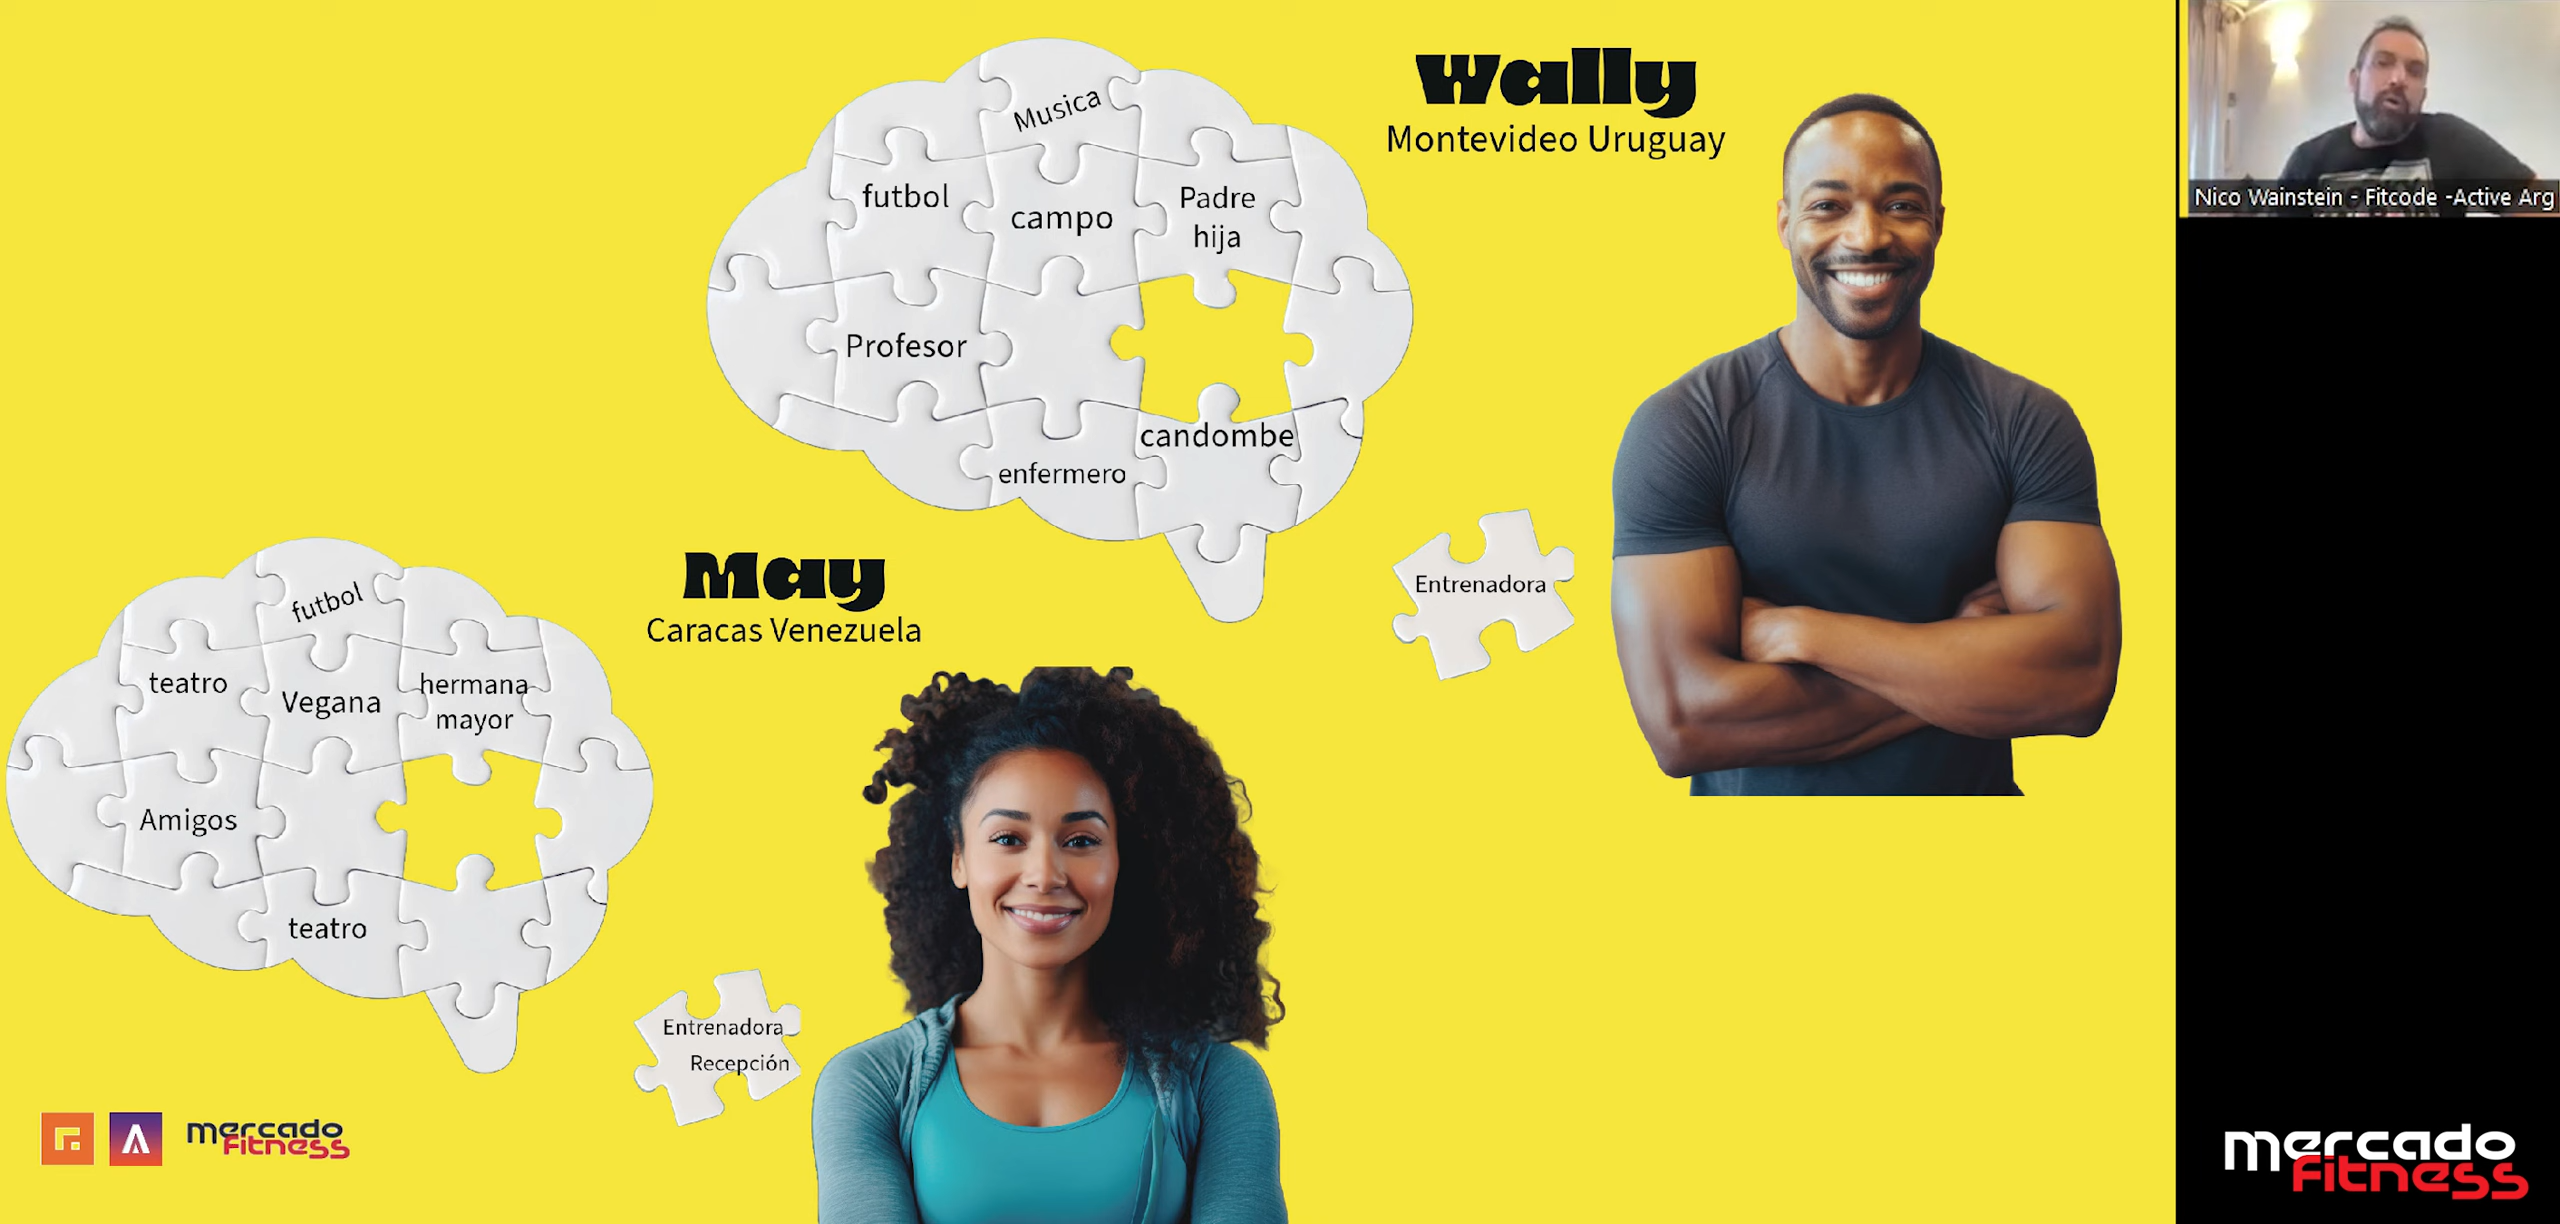 Wally
Montevideo Uruguay
Musica
futbol
campo
Padre
hija
Profesor
candombe
enfermero
Entrenadora
May
Caracas Venezuela
futbol
teatro
Vegana
hermana
mayor
Amigos
teatro
Entrenadora
Recepción
mercado
Fitness
Nico Wainstein - Fitcode -Active Arg
mercado
Fitness